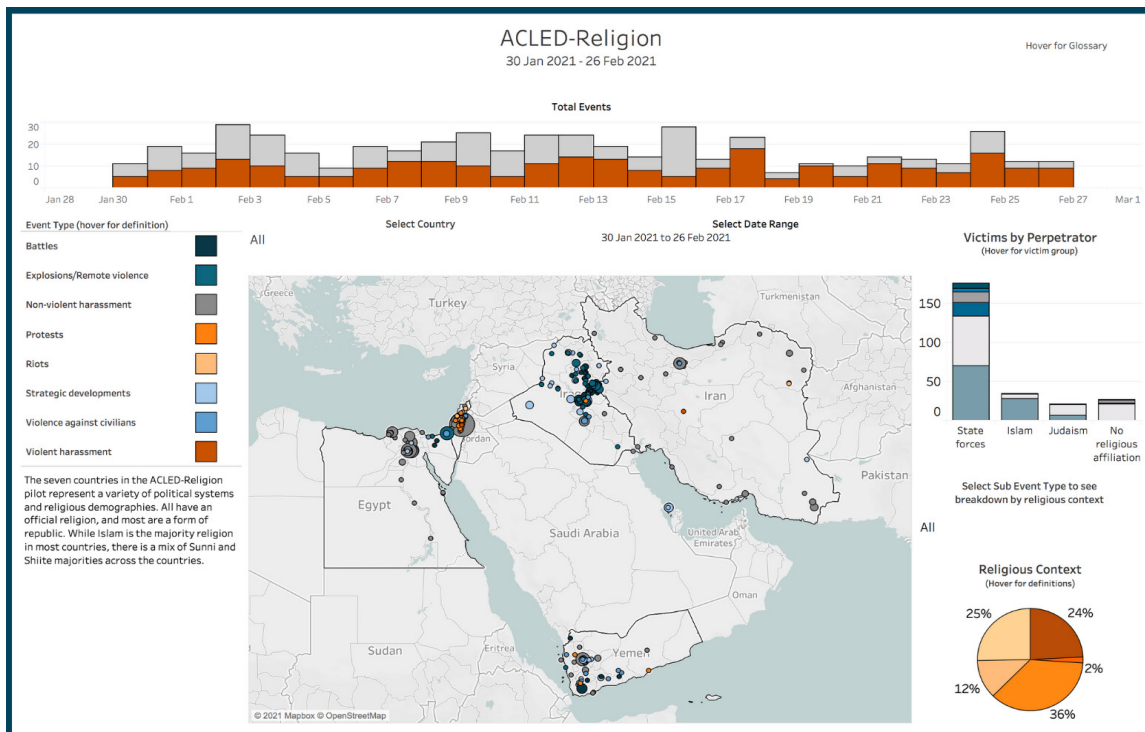 ACLED-Religion
30 Jan 2021 - 26 Feb 2021
Hover for Glossary
Total Events
30
20
10
0
Jan 28
Jan 30
Feb 1
Feb 3
Feb 5
Feb 7
Feb 9
Feb 11
Feb 13
Feb 15
Feb 17
Feb 19
Feb 21
Feb 23
Feb 25
Feb 27
Mar 1
Event Type (hover for definition)
Battles
Explosions/Remote violence
Non-violent harassment
Protests
Riots
Strategic developments
Violence against civilians
Violent harassment
The seven countries in the ACLED-Religion
pilot represent a variety of political systems
and religious demographies. All have an
official religion, and most are a form of
republic. While Islam is the majority religion
in most countries, there is a mix of Sunni and
Shiite majorities across the countries.
Select Country
All
Select Date Range
30 Jan 2021 to 26 Feb 2021
Greece
Turkey
Turkmenistan
Syria
Iran
Afghanistan
Jordan
Pakistan
Egypt
Saudi Arabia
United Arab
Emirates
Oman
Sudan
Eritrea
Yemen
© 2021 Mapbox © OpenStreetMap
Victims by Perpetrator
(Hover for victim group)
150
100
50
0
State
forces
Islam
Judaism
No
religious
affiliation
Select Sub Event Type to see
breakdown by religious context
All
Religious Context
(Hover for definitions)
25%
24%
2%
12%
36%